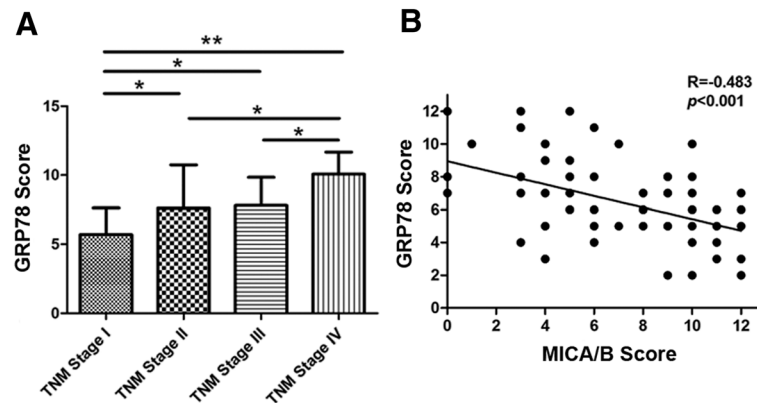 A
**
*
*
*
*
15
10
5
0
GRP78 Score
TNM Stage I
TNM Stage II
TNM Stage III
TNM Stage IV
B
R=-0.483
p<0.001
12
10
8
6
4
2
0
GRP78 Score
0 2 4 6 8 10 12
MICA/B Score